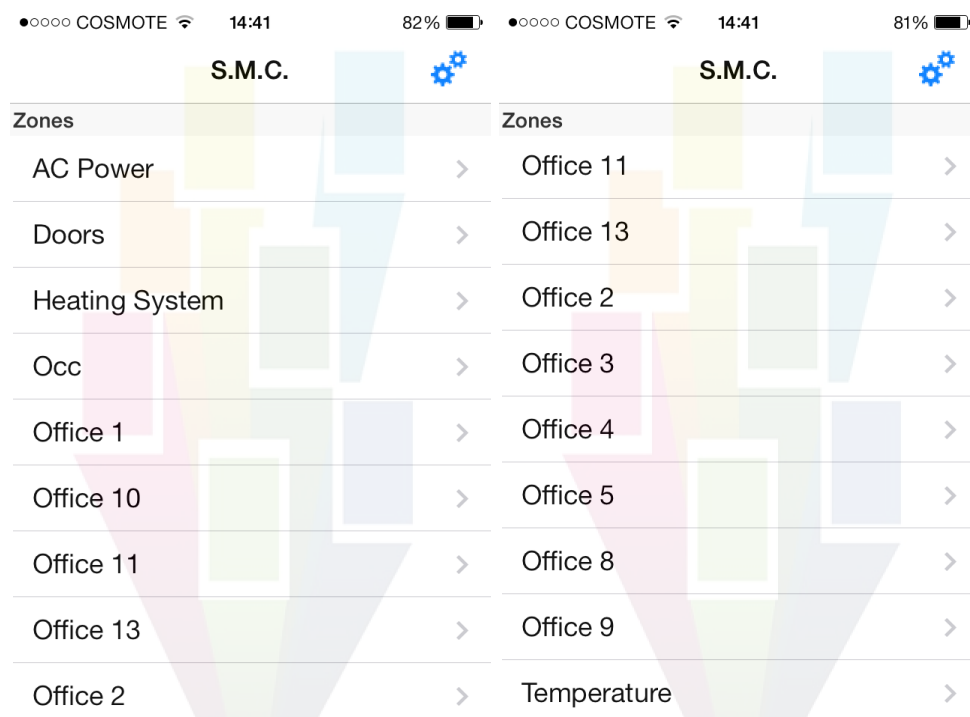 COSMOTE 14:41 82%
S.M.C.
Zones
AC Power
Doors
Heating System
Occ
Office 1
Office 10
Office 11
Office 13
Office 2
COSMOTE 14:41 81%
S.M.C.
Zones
Office 11
Office 13
Office 2
Office 3
Office 4
Office 5
Office 8
Office 9
Temperature